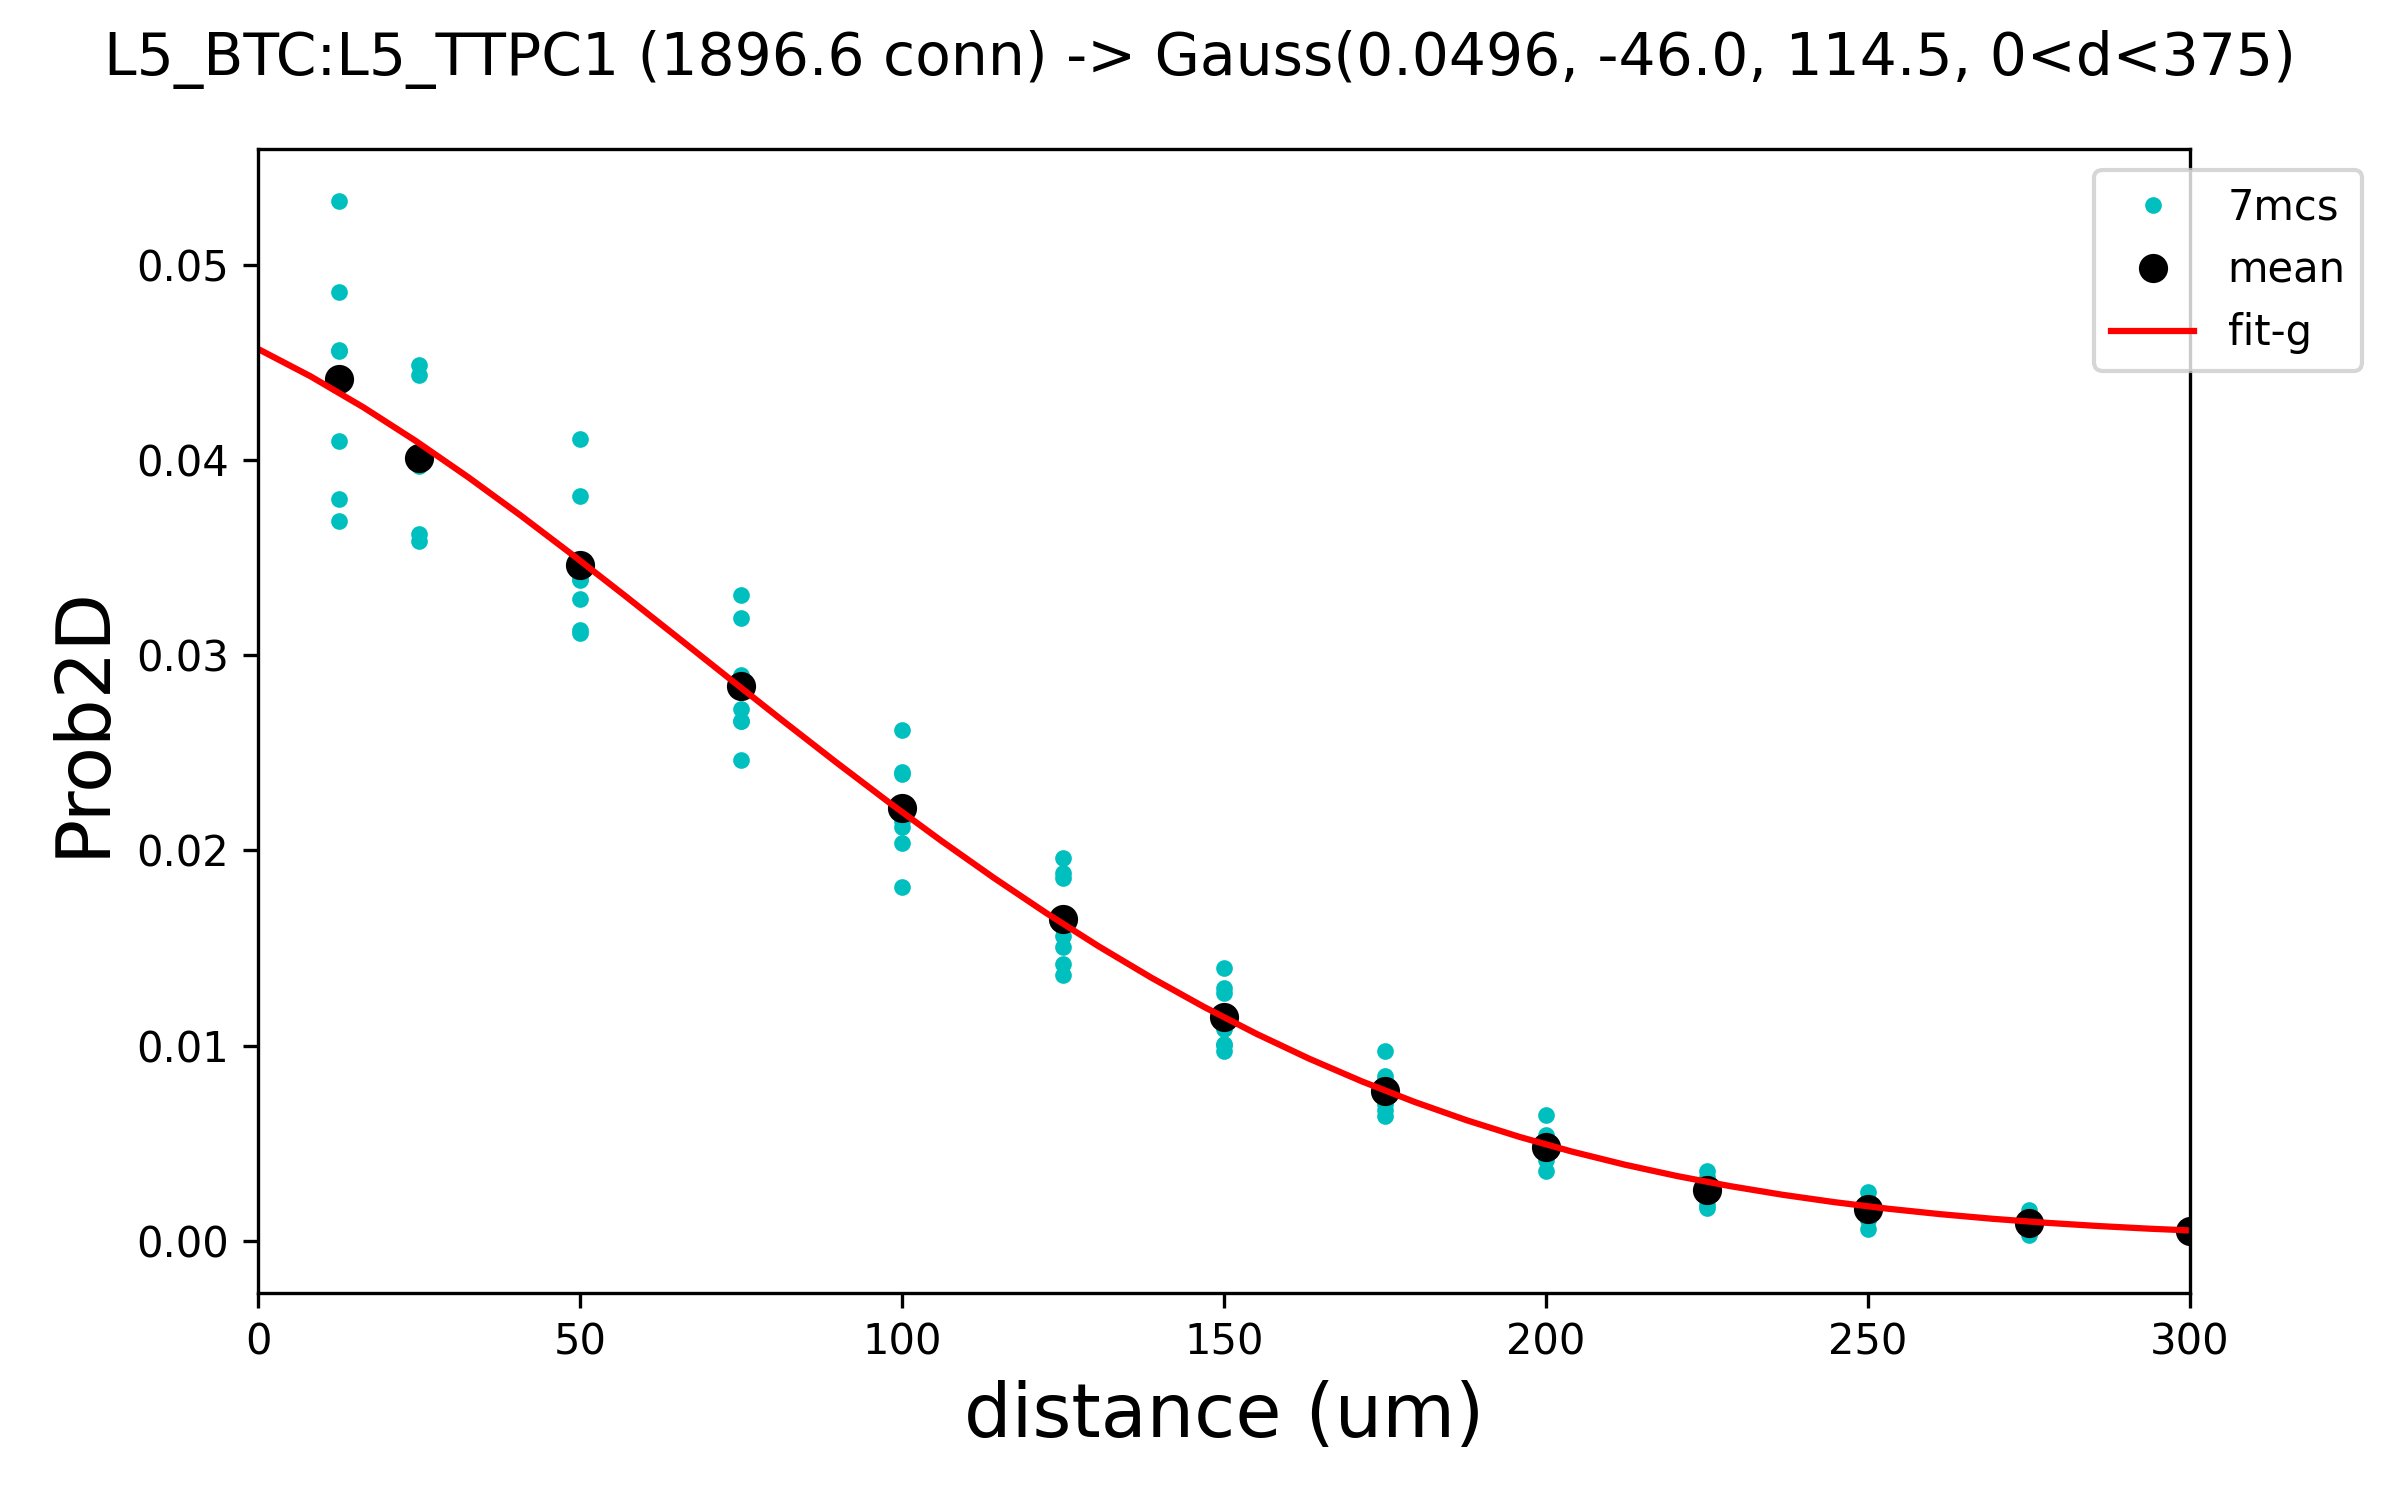 L5_BTC:L5_TTPC1 (1896.6 conn) -> Gauss(0.0496, -46.0, 114.5, 0<d<375)
7mcs
mean
fit-g
Prob2D
0.05
0.04
0.03
0.02
0.01
0.00
0 50 100 150 200 250 300
distance (um)